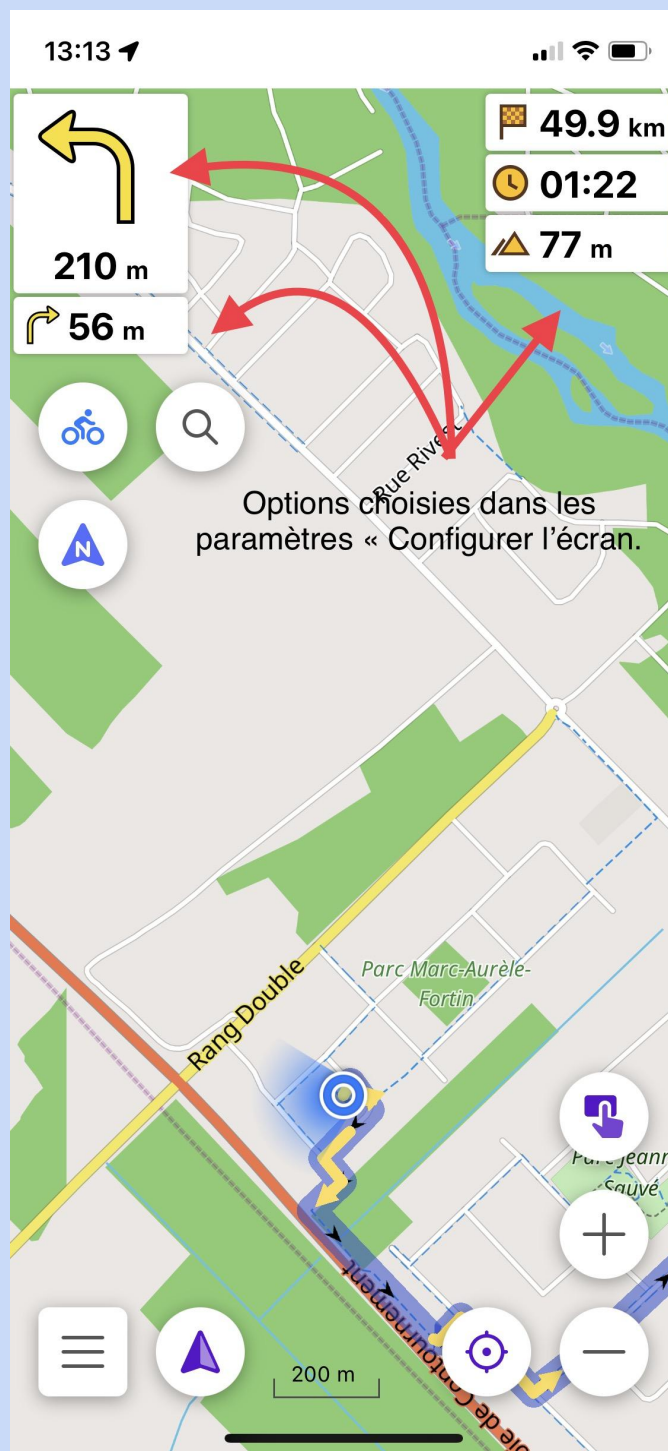 13:13
49.9 km
01:22
77 m
210 m
56 m
Rue Rivest
Options choisies dans les
paramètres « Configurer l’écran.
N
Parc Marc-Aurèle-
Fortin
Rang Double
Sauvé
200 m